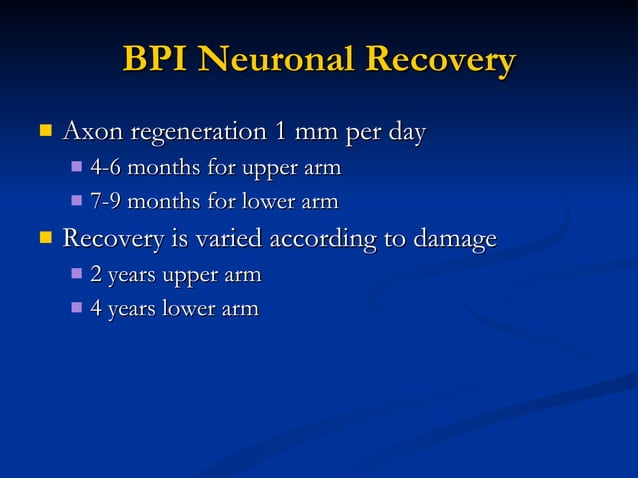 BPI Neuronal Recovery
Axon regeneration 1 mm per day
4-6 months for upper arm
7-9 months for lower arm
Recovery is varied according to damage
2 years upper arm
4 years lower arm